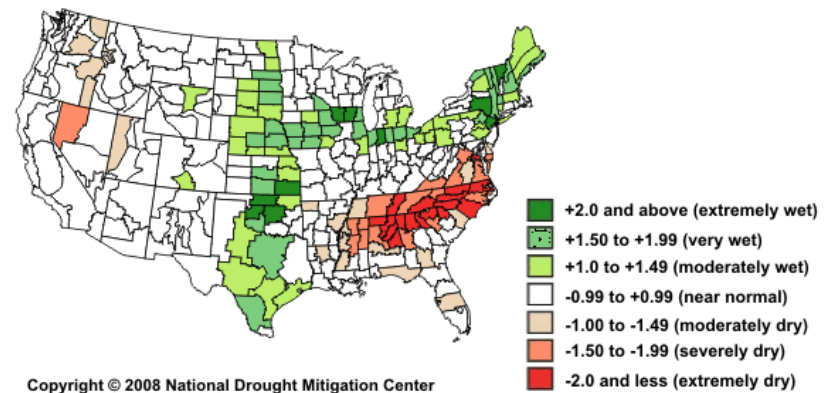 +2.0 and above (extremely wet)
+1.50 to +1.99 (very wet)
+1.0 to +1.49 (moderately wet)
-0.99 to +0.99 (near normal)
-1.00 to -1.49 (moderately dry)
-1.50 to -1.99 (severely dry)
-2.0 and less (extremely dry)
Copyright © 2008 National Drought Mitigation Center